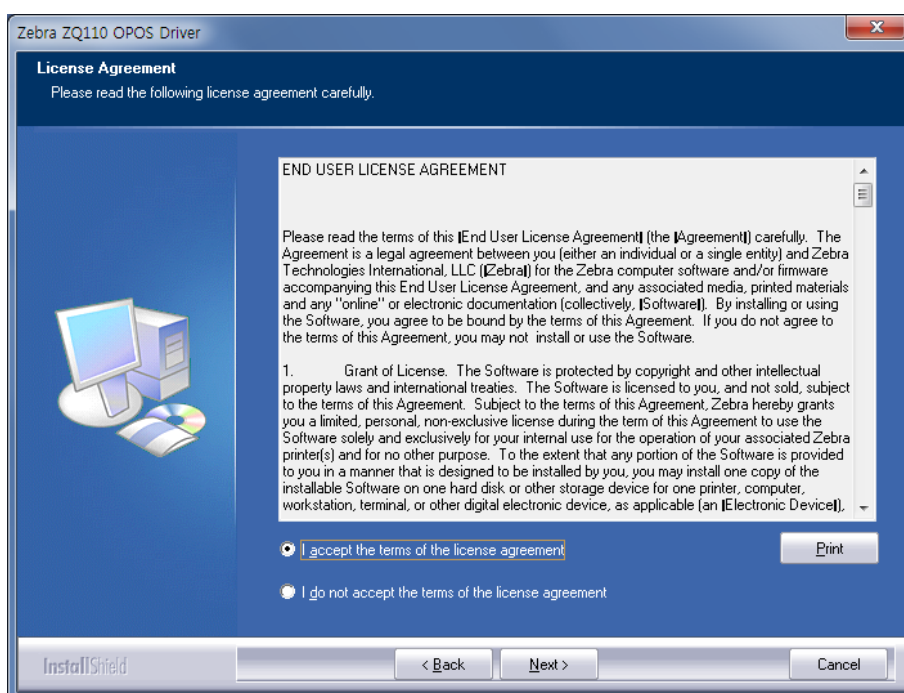 Zebra ZQ110 OPOS Driver
License Agreement
Please read the following license agreement carefully.
END USER LICENSE AGREEMENT
Please read the terms of this |End User License Agreement| (the |Agreement|) carefully. The
Agreement is a legal agreement between you (either an individual or a single entity) and Zebra
Technologies International, LLC (|Zebra|) for the Zebra computer software and/or firmware
accompanying this End User License Agreement, and any associated media, printed materials
and any "online" or electronic documentation (collectively, |Software|). By installing or using
the Software, you agree to be bound by the terms of this Agreement. If you do not agree to
the terms of this Agreement, you may not install or use the Software.
1. Grant of License. The Software is protected by copyright and other intellectual
property laws and international treaties. The Software is licensed to you, and not sold, subject
to the terms of this Agreement. Subject to the terms of this Agreement, Zebra hereby grants
you a limited, personal, non-exclusive license during the term of this Agreement to use the
Software solely and exclusively for your internal use for the operation of your associated Zebra
printer(s) and for no other purpose. To the extent that any portion of the Software is provided
to you in a manner that is designed to be installed by you, you may install one copy of the
installable Software on one hard disk or other storage device for one printer, computer,
workstation, terminal, or other digital electronic device, as applicable (an |Electronic Device|),
I accept the terms of the license agreement
Print
I do not accept the terms of the license agreement
InstallShield
< Back
Next >
Cancel